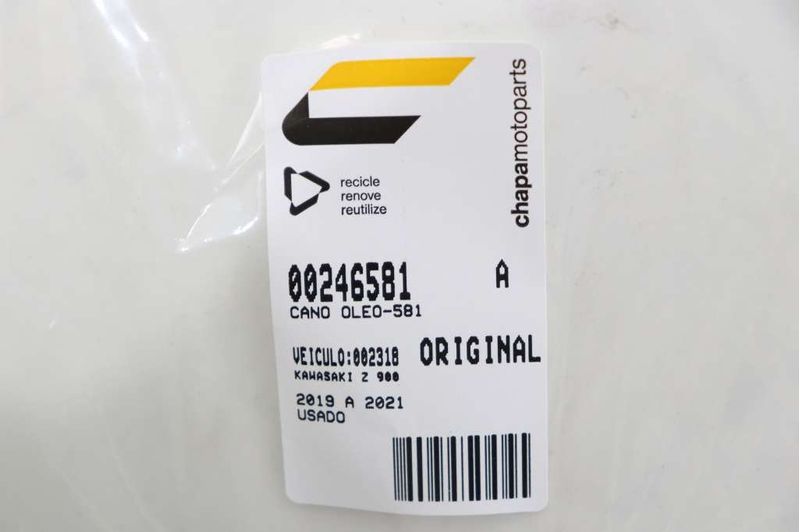 chapamotoparts
recicle
renove
reutilize
00246581 A
CANO OLEO-581
VEICULO:002318 ORIGINAL
KAWASAKI Z 900
2019 A 2021
USADO